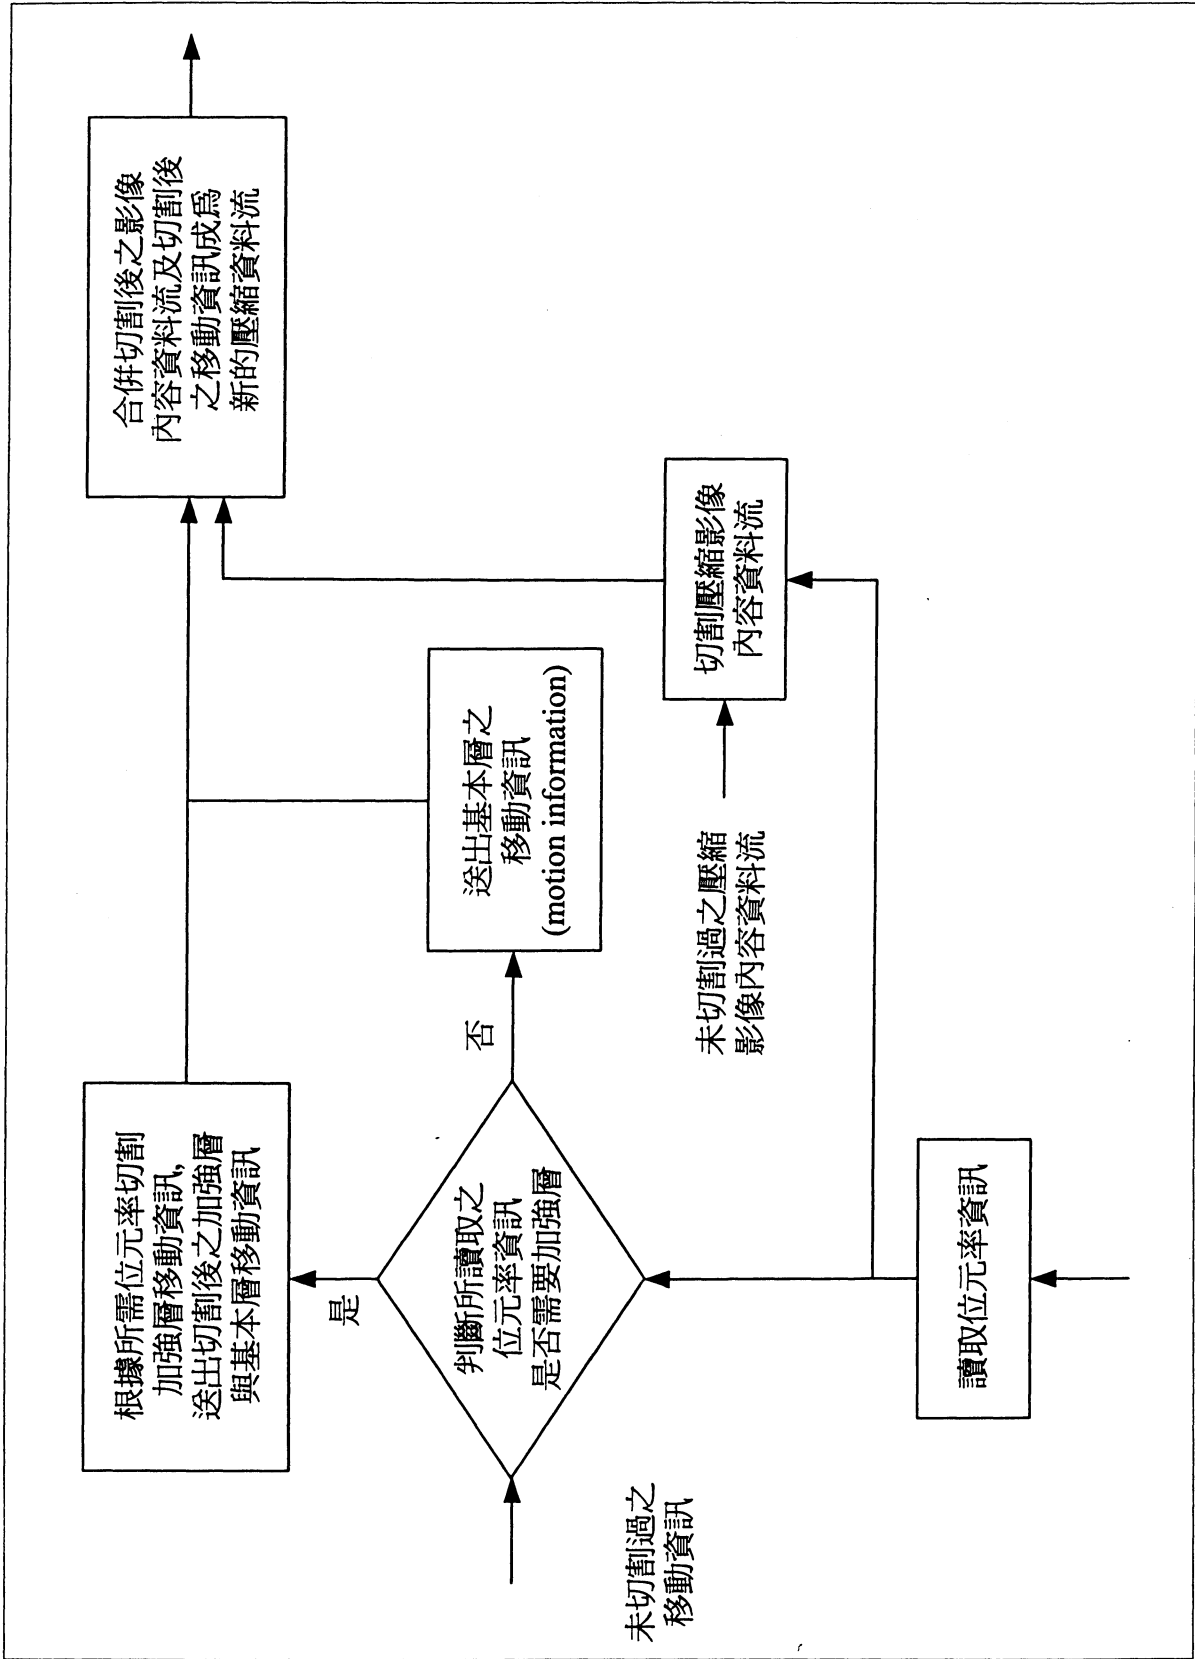 根據所需位元率切割
加強層移動資訊,
送出切割後之加強層
與基本層移動資訊
合併切割後之影像
內容資料流及切割後
之移動資訊成爲
新的壓縮資料流
是
否
判斷所讀取之
位元率資訊
是否需要加強層
送出基本層之
移動資訊
(motion information)
未切割過之
移動資訊
未切割過之壓縮
影像內容資料流
切割壓縮影像
內容資料流
讀取位元率資訊